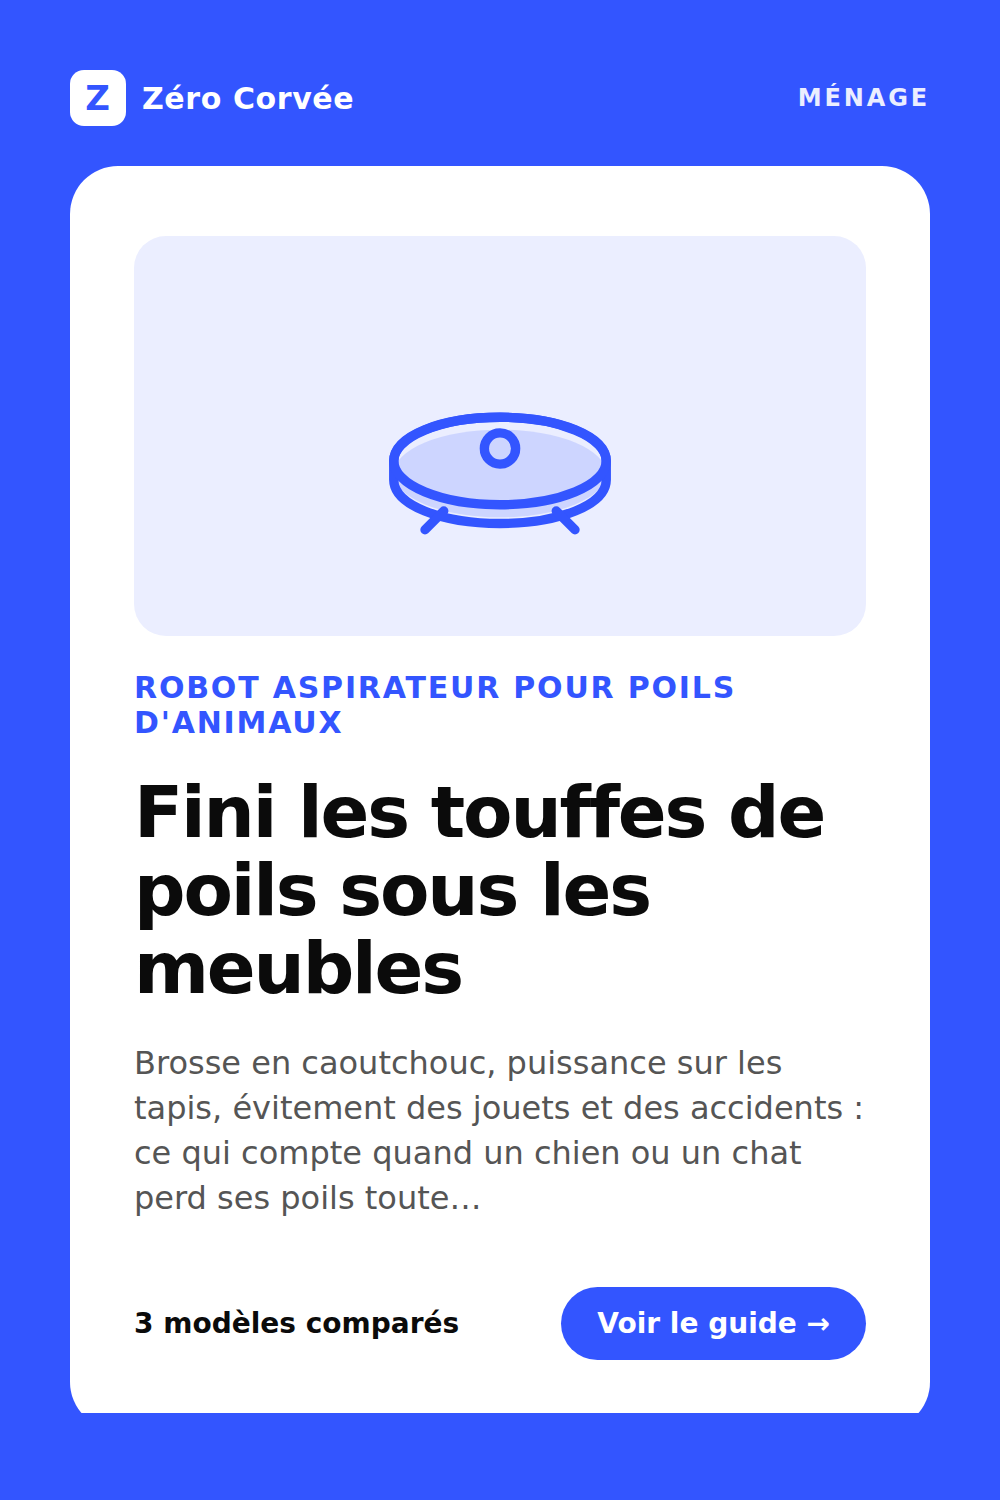 Z Zéro Corvée
MÉNAGE
ROBOT ASPIRATEUR POUR POILS
D'ANIMAUX
Fini les touffes de
poils sous les
meubles
Brosse en caoutchouc, puissance sur les
tapis, évitement des jouets et des accidents :
ce qui compte quand un chien ou un chat
perd ses poils toute…
3 modèles comparés
Voir le guide →